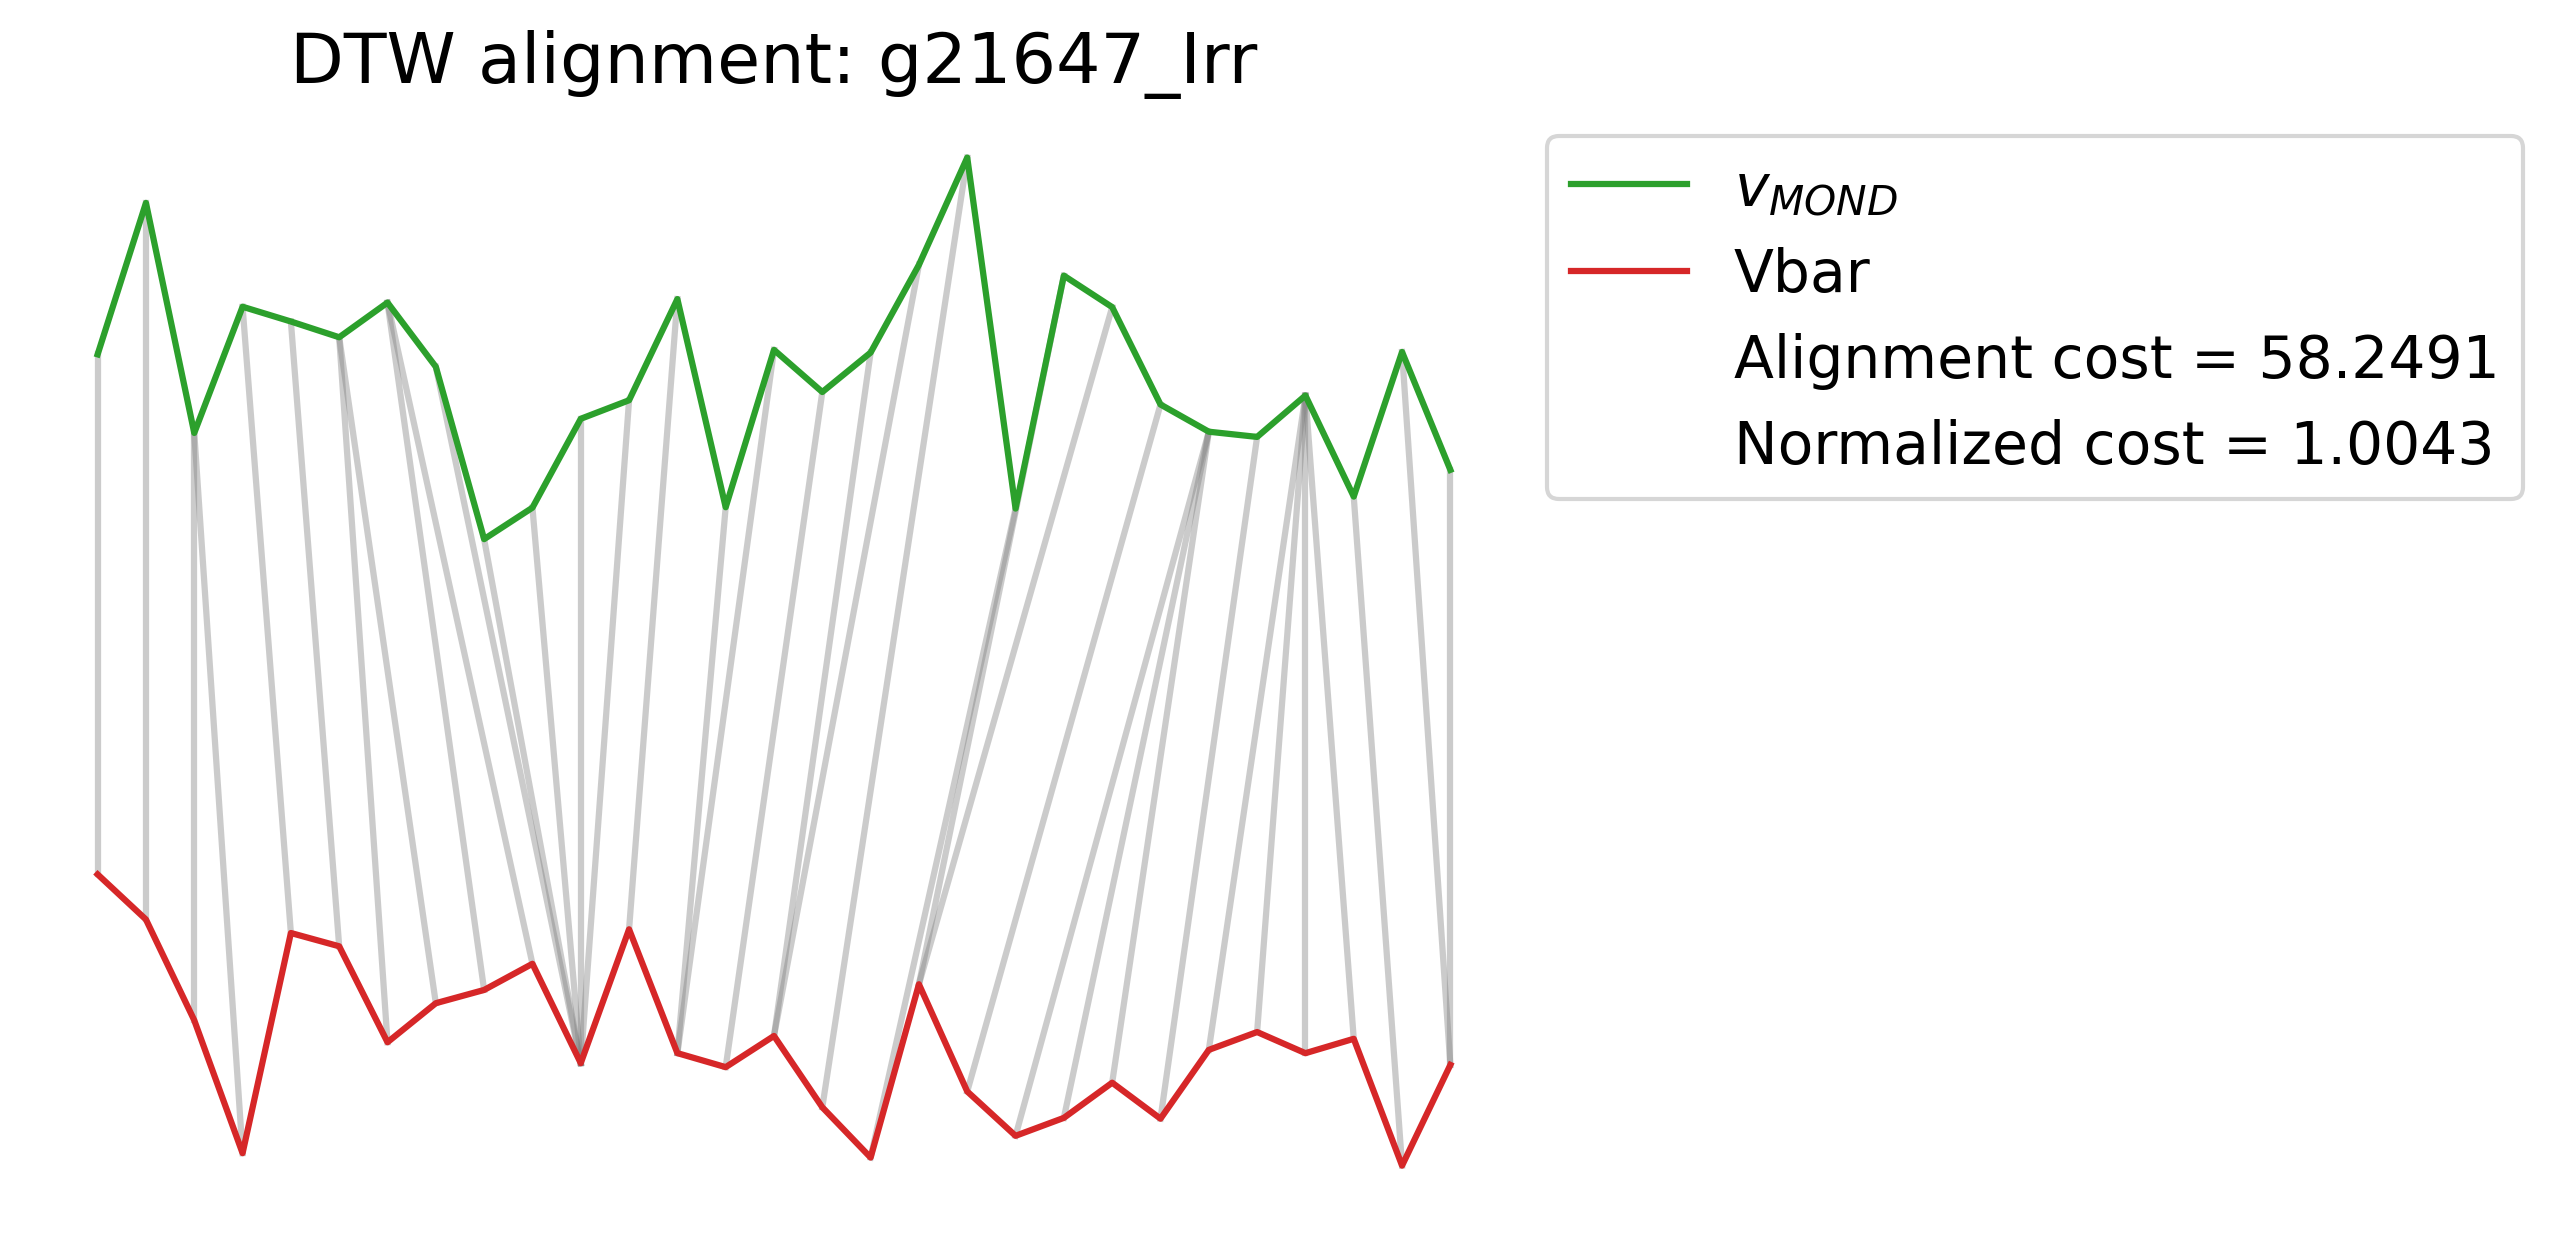 DTW alignment: g21647_Irr
v_MOND
Vbar
Alignment cost = 58.2491
Normalized cost = 1.0043